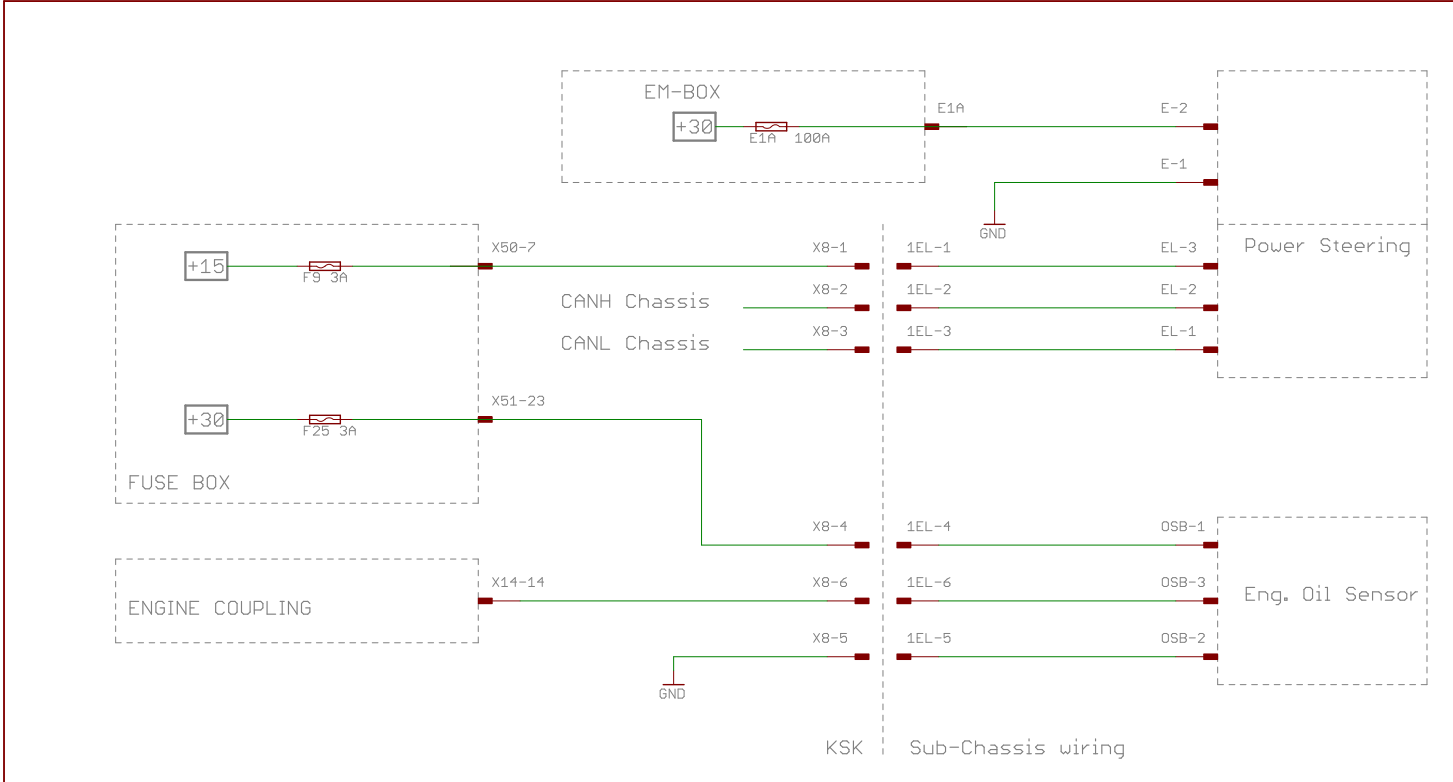 EM-BOX
+30
E1A 100A
E1A
E-2
E-1
GND
Power Steering
+15
F9 3A
X50-7
X8-1
1EL-1
EL-3
CANH Chassis
X8-2
1EL-2
EL-2
CANL Chassis
X8-3
1EL-3
EL-1
+30
F25 3A
X51-23
FUSE BOX
X8-4
1EL-4
OSB-1
ENGINE COUPLING
X14-14
X8-6
1EL-6
OSB-3
Eng. Oil Sensor
X8-5
1EL-5
OSB-2
GND
KSK
Sub-Chassis wiring